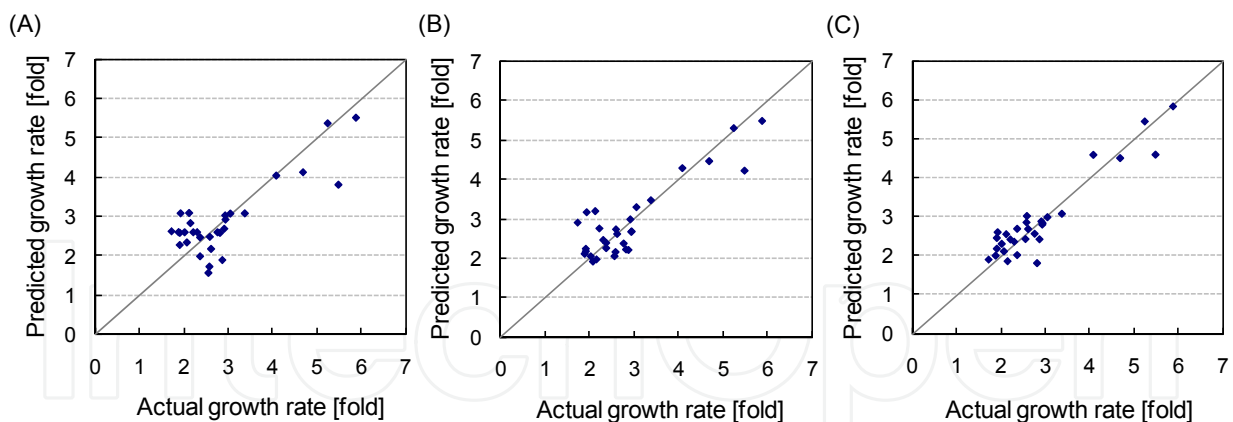 (A)
Predicted growth rate [fold]
7
6
5
4
3
2
1
0
0 1 2 3 4 5 6 7
Actual growth rate [fold]
(B)
Predicted growth rate [fold]
7
6
5
4
3
2
1
0
0 1 2 3 4 5 6 7
Actual growth rate [fold]
(C)
Predicted growth rate [fold]
7
6
5
4
3
2
1
0
0 1 2 3 4 5 6 7
Actual growth rate [fold]
IntechOpen